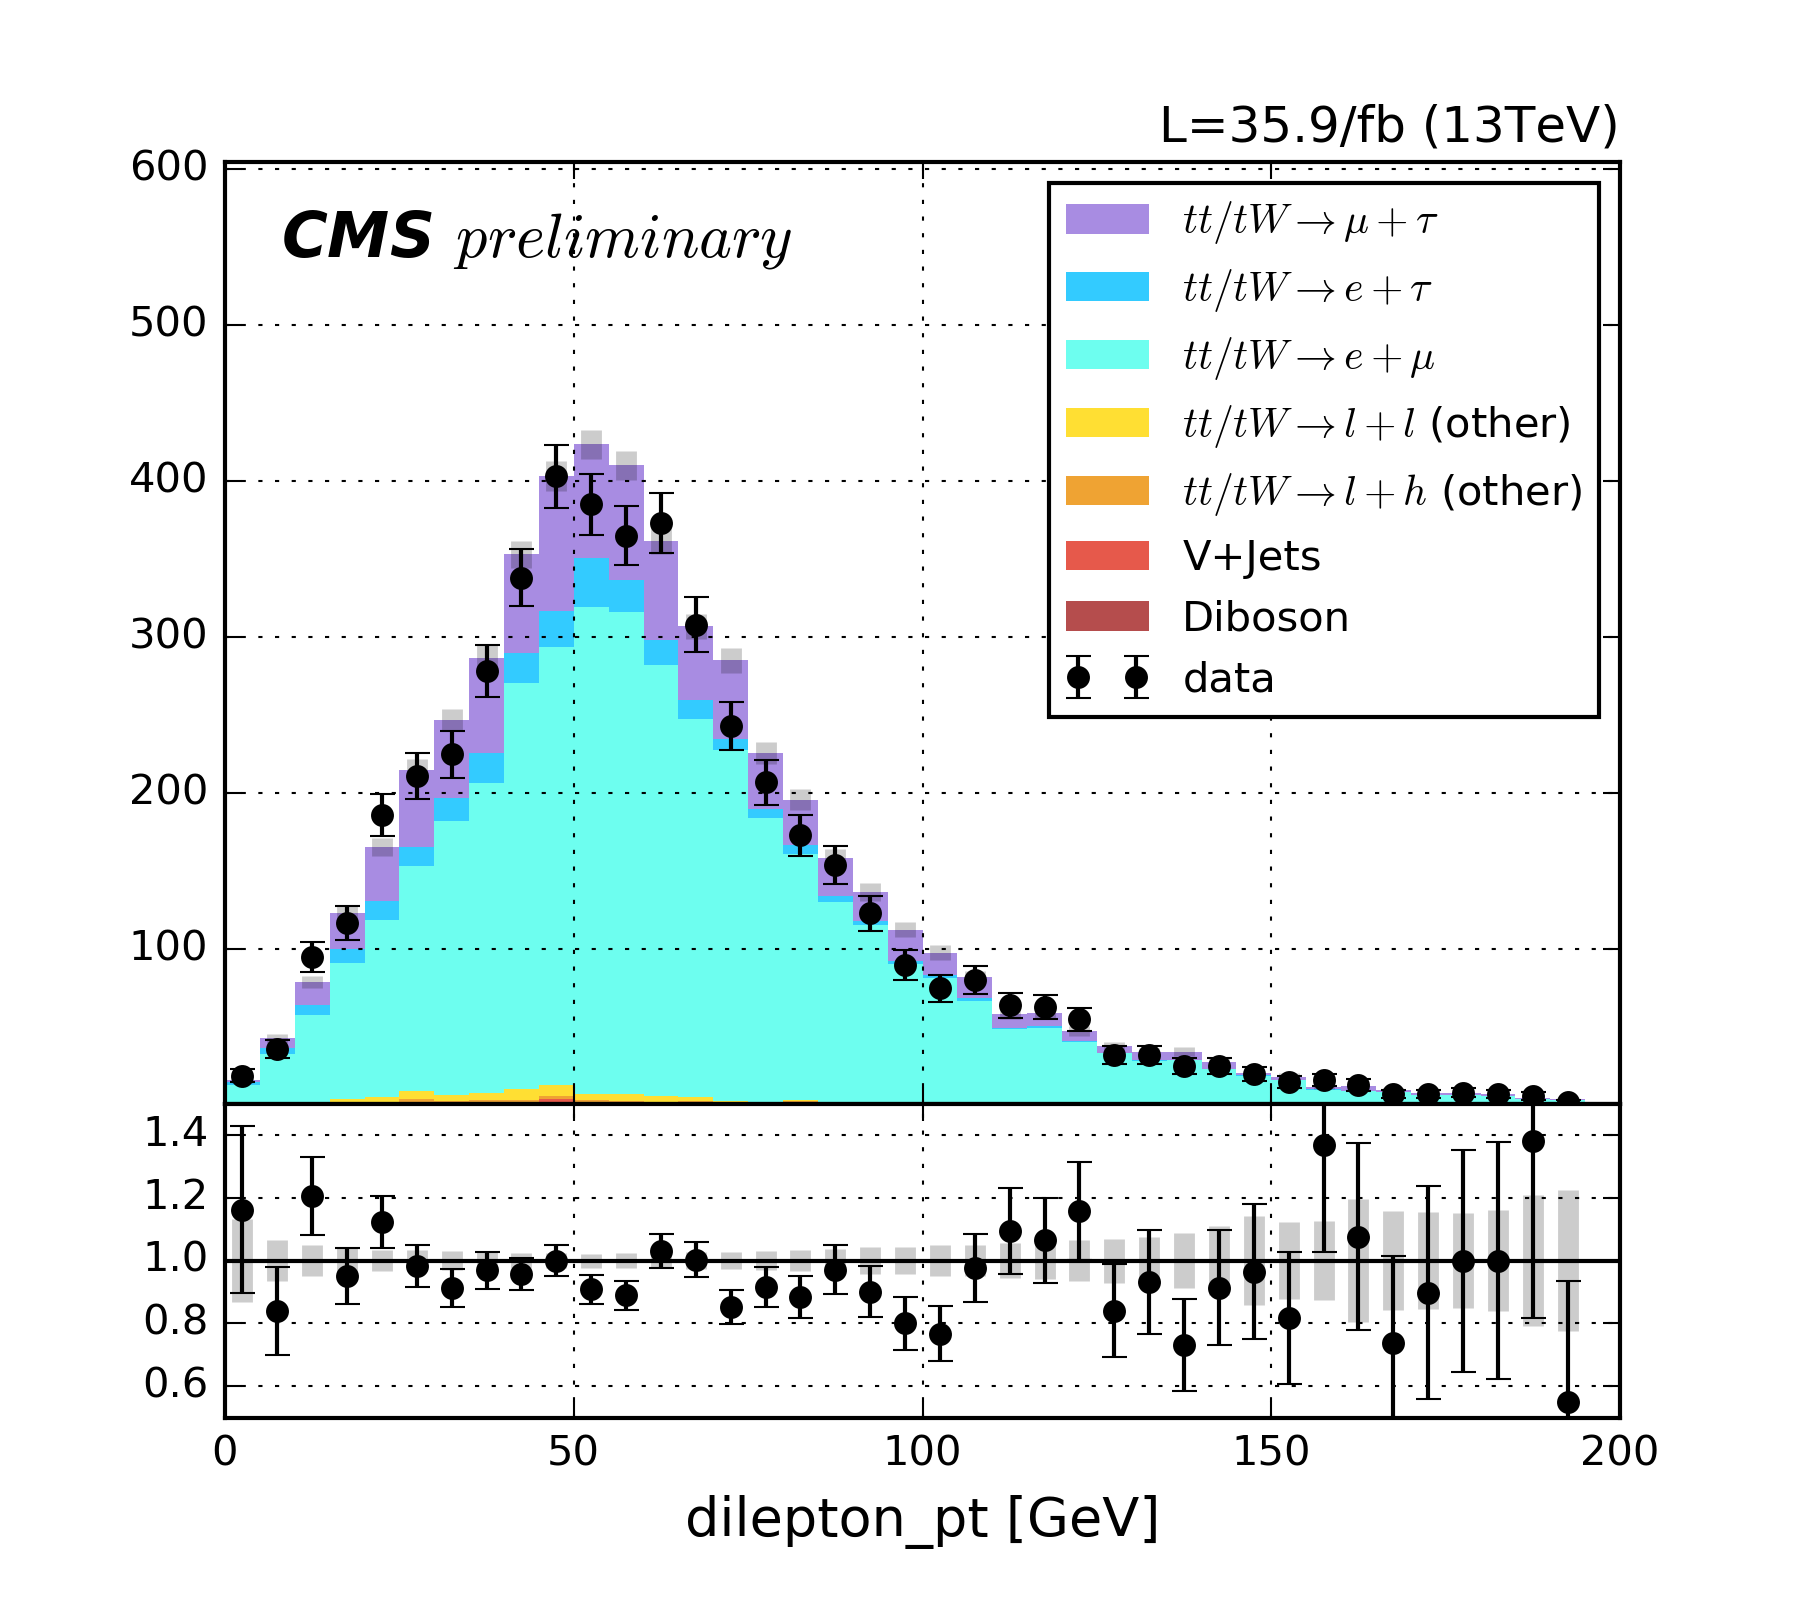 L=35.9/fb (13TeV)
CMS preliminary
600
500
400
300
200
100
tt/tW → μ + τ
tt/tW → e + τ
tt/tW → e + μ
tt/tW → l + l (other)
tt/tW → l + h (other)
V+Jets
Diboson
data
1.4
1.2
1.0
0.8
0.6
0 50 100 150 200
dilepton_pt [GeV]